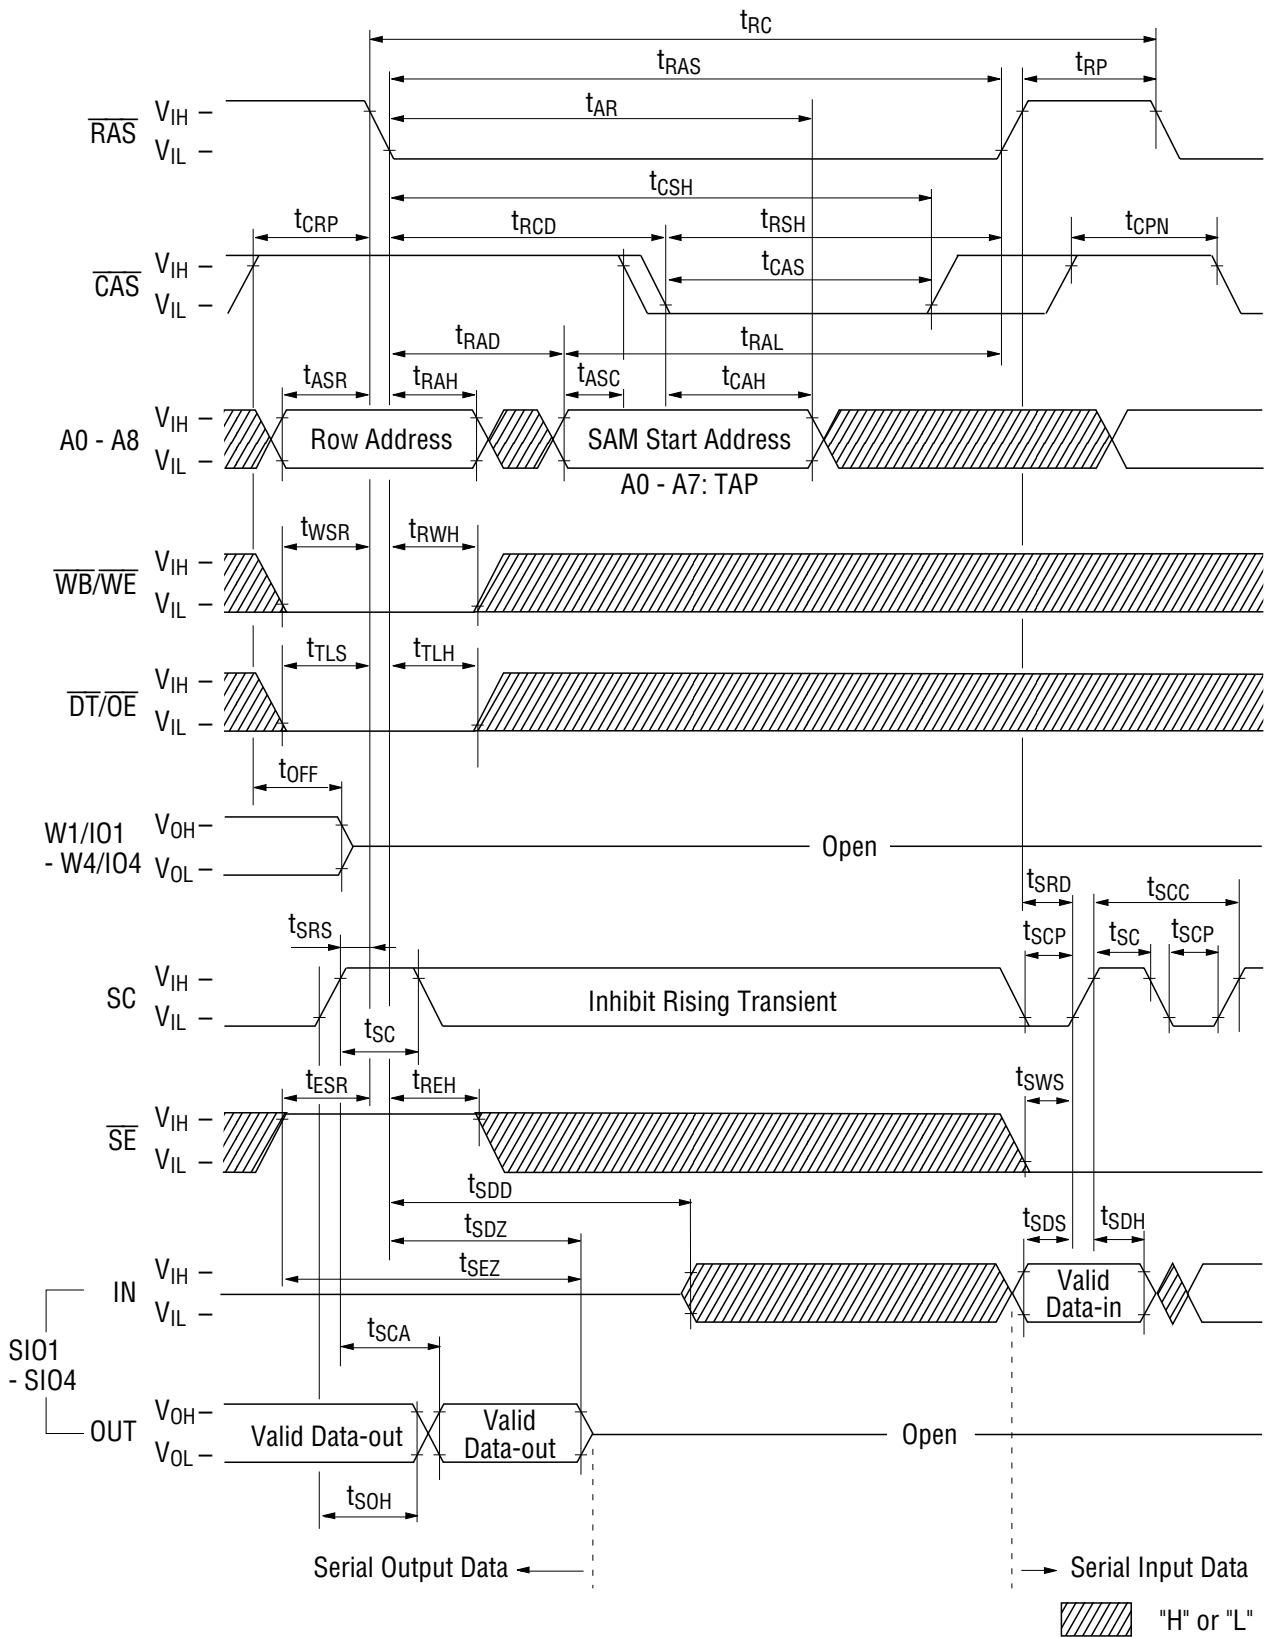 tRC
tRAS
tRP
tAR
RAS
VIH –
VIL –
tCSH
tCRP
tRCD
tRSH
tCPN
CAS
VIH –
VIL –
tCAS
tRAD
tRAL
tASR
tRAH
tASC
tCAH
A0 - A8
VIH –
VIL –
Row Address
SAM Start Address
A0 - A7: TAP
tWSR
tRWH
WB/WE
VIH –
VIL –
tTLS
tTLH
DT/OE
VIH –
VIL –
tOFF
W1/IO1
- W4/IO4
VOH –
VOL –
Open
tSRD
tSCC
tSRS
tSCP
tSC
tSCP
SC
VIH –
VIL –
Inhibit Rising Transient
tSC
tESR
tREH
tSWS
SE
VIH –
VIL –
tSDD
tSDZ
tSDS
tSDH
tSEZ
IN
VIH –
VIL –
Valid
Data-in
tSCA
SIO1
- SIO4
OUT
VOH –
VOL –
Valid Data-out
Valid
Data-out
Open
tSOH
Serial Output Data
Serial Input Data
"H" or "L"